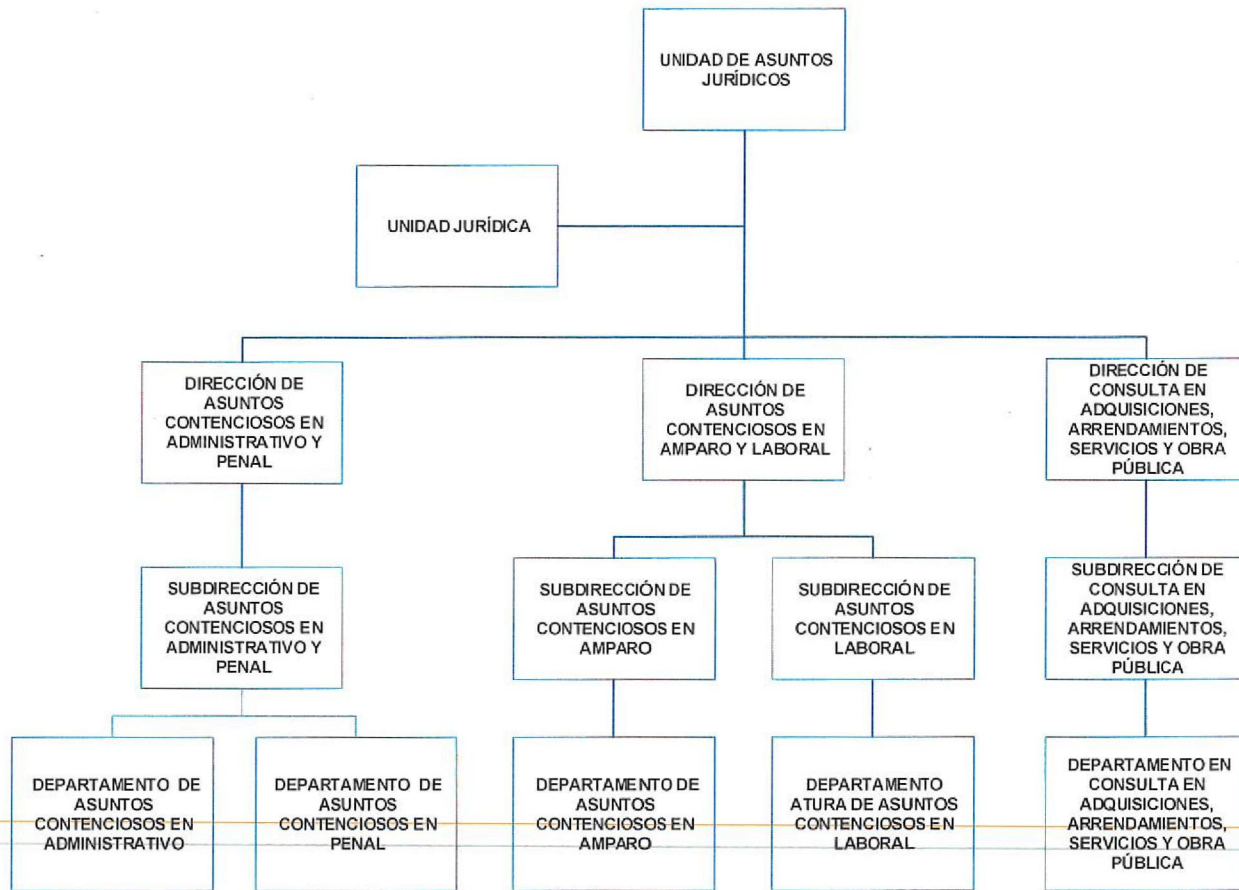 UNIDAD DE ASUNTOS
JURÍDICOS
UNIDAD JURÍDICA
DIRECCIÓN DE
ASUNTOS
CONTENCIOSOS EN
ADMINISTRATIVO Y
PENAL
DIRECCIÓN DE
ASUNTOS
CONTENCIOSOS EN
AMPARO Y LABORAL
DIRECCIÓN DE
CONSULTA EN
ADQUISICIONES,
ARRENDAMIENTOS,
SERVICIOS Y OBRA
PÚBLICA
SUBDIRECCIÓN DE
ASUNTOS
CONTENCIOSOS EN
ADMINISTRATIVO Y
PENAL
SUBDIRECCIÓN DE
ASUNTOS
CONTENCIOSOS EN
AMPARO
SUBDIRECCIÓN DE
ASUNTOS
CONTENCIOSOS EN
LABORAL
SUBDIRECCIÓN DE
CONSULTA EN
ADQUISICIONES,
ARRENDAMIENTOS,
SERVICIOS Y OBRA
PÚBLICA
DEPARTAMENTO DE
ASUNTOS
CONTENCIOSOS EN
ADMINISTRATIVO
DEPARTAMENTO DE
ASUNTOS
CONTENCIOSOS EN
PENAL
DEPARTAMENTO DE
ASUNTOS
CONTENCIOSOS EN
AMPARO
DEPARTAMENTO
ATURA DE ASUNTOS
CONTENCIOSOS EN
LABORAL
DEPARTAMENTO EN
CONSULTA EN
ADQUISICIONES,
ARRENDAMIENTOS,
SERVICIOS Y OBRA
PÚBLICA